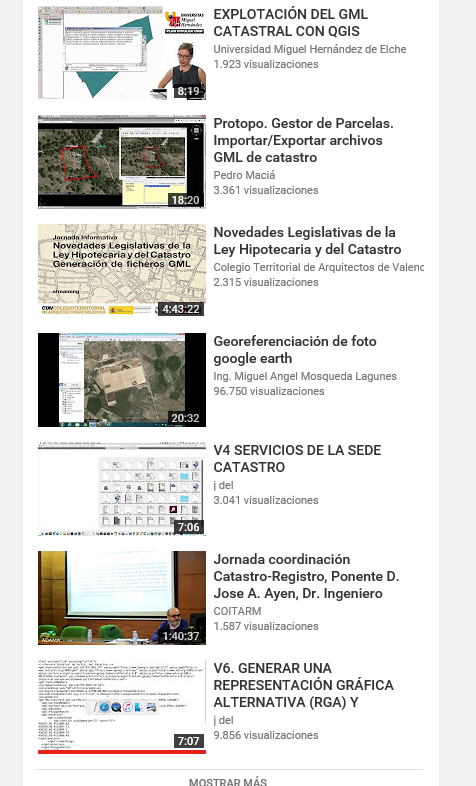 EXPLOTACIÓN DEL GML
CATASTRAL CON QGIS
Universidad Miguel Hernández de Elche
1.923 visualizaciones
UNIVERSITAS
Miguel
Hernández
8:19
Protopo. Gestor de Parcelas.
Importar/Exportar archivos
GML de catastro
Pedro Maciá
3.361 visualizaciones
18:20
Novedades Legislativas de la
Ley Hipotecaria y del Catastro
Colegio Territorial de Arquitectos de Valenc
2.315 visualizaciones
Jornada Informativa
Novedades Legislativas de la
Ley Hipotecaria y del Catastro
Generación de ficheros GML
streaming
4:43:22
Georeferenciación de foto
google earth
Ing. Miguel Angel Mosqueda Lagunes
96.750 visualizaciones
20:32
V4 SERVICIOS DE LA SEDE
CATASTRO
j del
3.041 visualizaciones
7:06
Jornada coordinación
Catastro-Registro, Ponente D.
Jose A. Ayen, Dr. Ingeniero
COITARM
1.587 visualizaciones
1:40:37
V6. GENERAR UNA
REPRESENTACIÓN GRÁFICA
ALTERNATIVA (RGA) Y
j del
9.856 visualizaciones
7:07
MOSTRAR MÁS